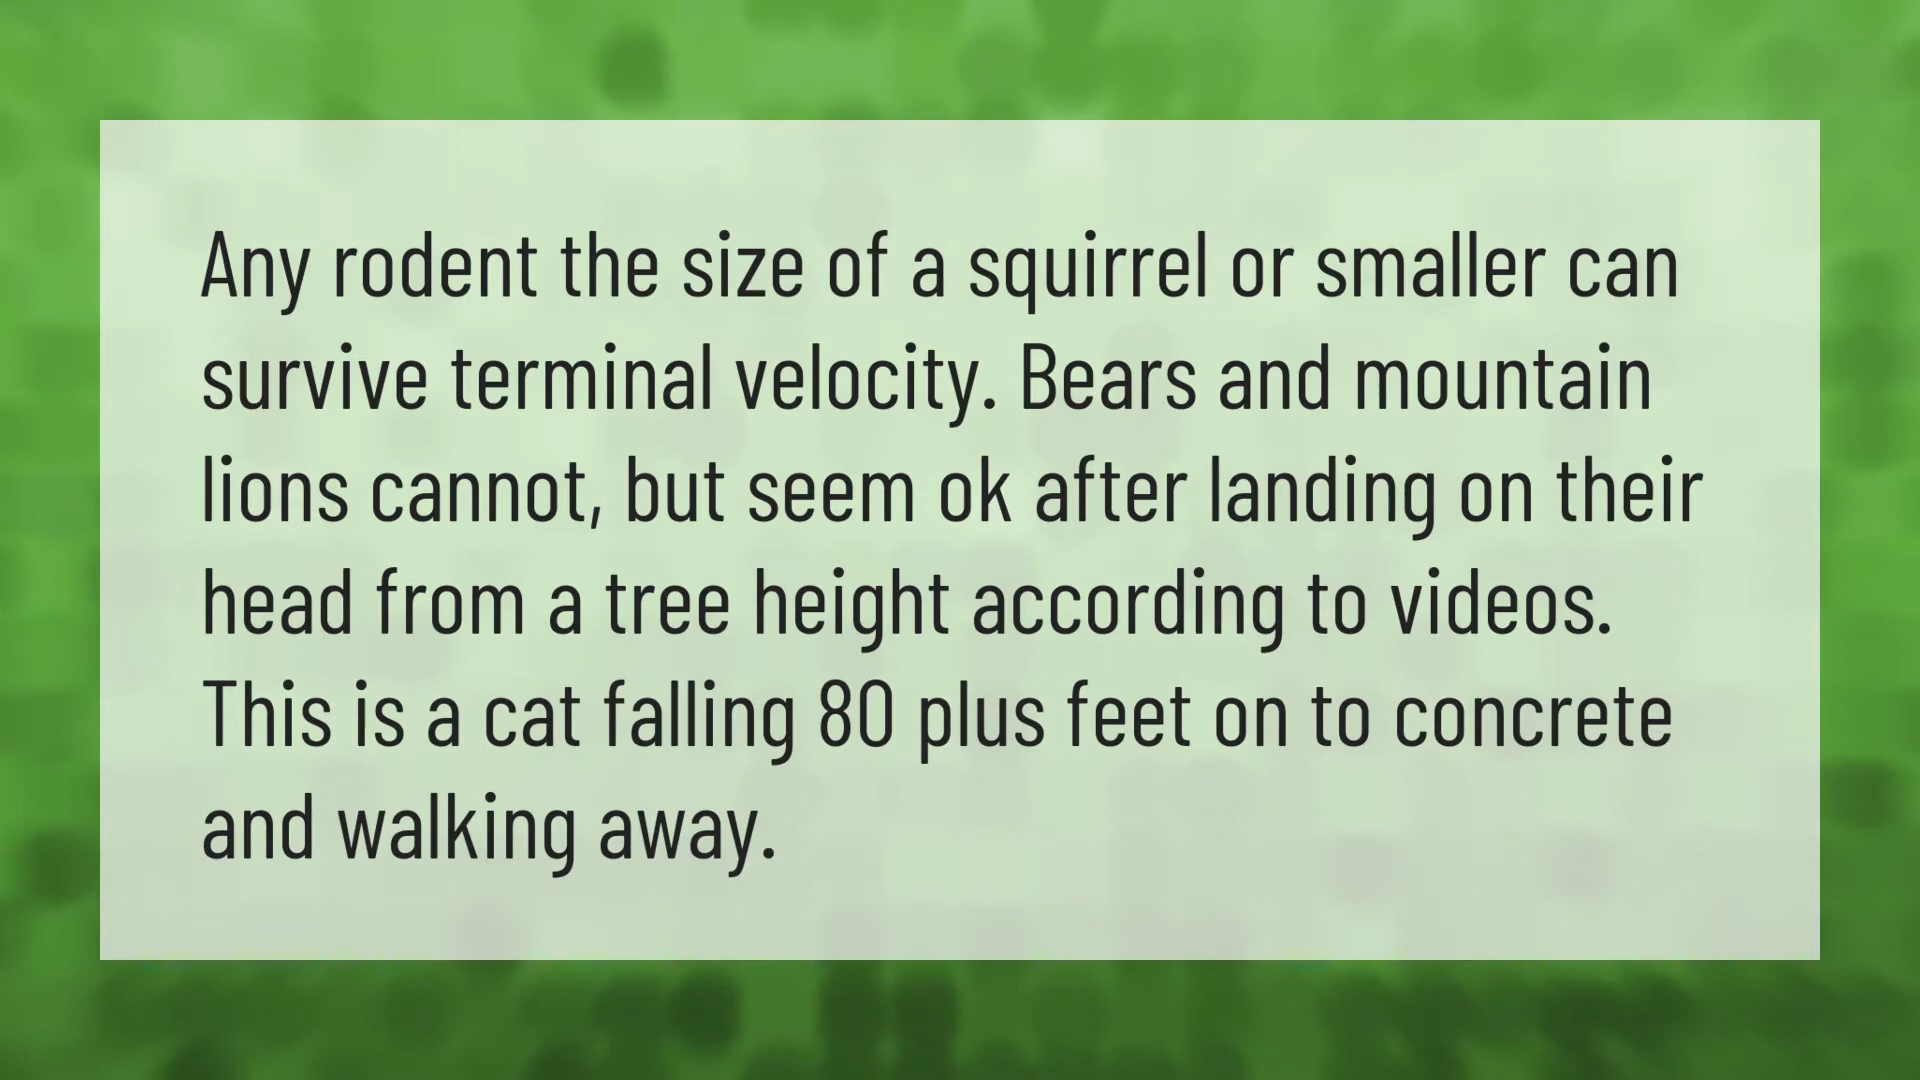 Any rodent the size of a squirrel or smaller can
survive terminal velocity. Bears and mountain
lions cannot, but seem ok after landing on their
head from a tree height according to videos.
This is a cat falling 80 plus feet on to concrete
and walking away.